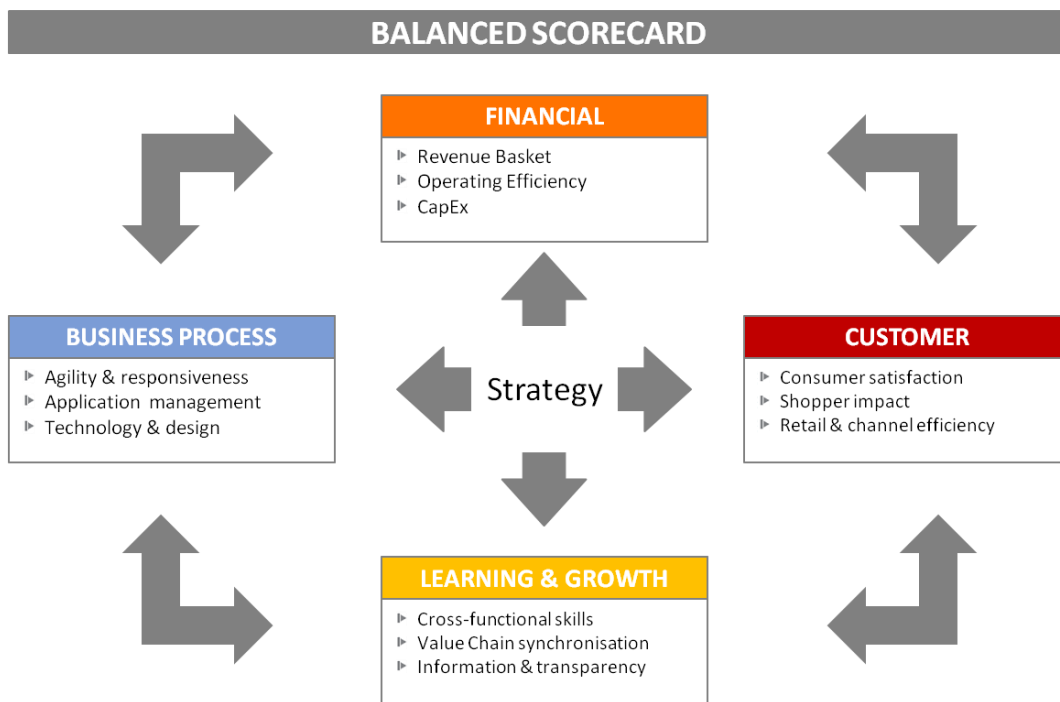 BALANCED SCORECARD
FINANCIAL
Revenue Basket
Operating Efficiency
CapEx
BUSINESS PROCESS
Agility & responsiveness
Application management
Technology & design
Strategy
CUSTOMER
Consumer satisfaction
Shopper impact
Retail & channel efficiency
LEARNING & GROWTH
Cross-functional skills
Value Chain synchronisation
Information & transparency